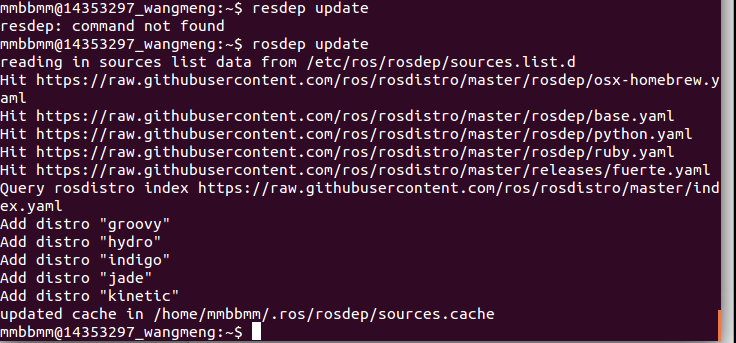 mmbbmm@14353297_wangmeng:~$ resdep update
resdep: command not found
mmbbmm@14353297_wangmeng:~$ rosdep update
reading in sources list data from /etc/ros/rosdep/sources.list.d
Hit https://raw.githubusercontent.com/ros/rosdistro/master/rosdep/osx-homebrew.y
aml
Hit https://raw.githubusercontent.com/ros/rosdistro/master/rosdep/base.yaml
Hit https://raw.githubusercontent.com/ros/rosdistro/master/rosdep/python.yaml
Hit https://raw.githubusercontent.com/ros/rosdistro/master/rosdep/ruby.yaml
Hit https://raw.githubusercontent.com/ros/rosdistro/master/releases/fuerte.yaml
Query rosdistro index https://raw.githubusercontent.com/ros/rosdistro/master/ind
ex.yaml
Add distro "groovy"
Add distro "hydro"
Add distro "indigo"
Add distro "jade"
Add distro "kinetic"
updated cache in /home/mmbbmm/.ros/rosdep/sources.cache
mmbbmm@14353297_wangmeng:~$